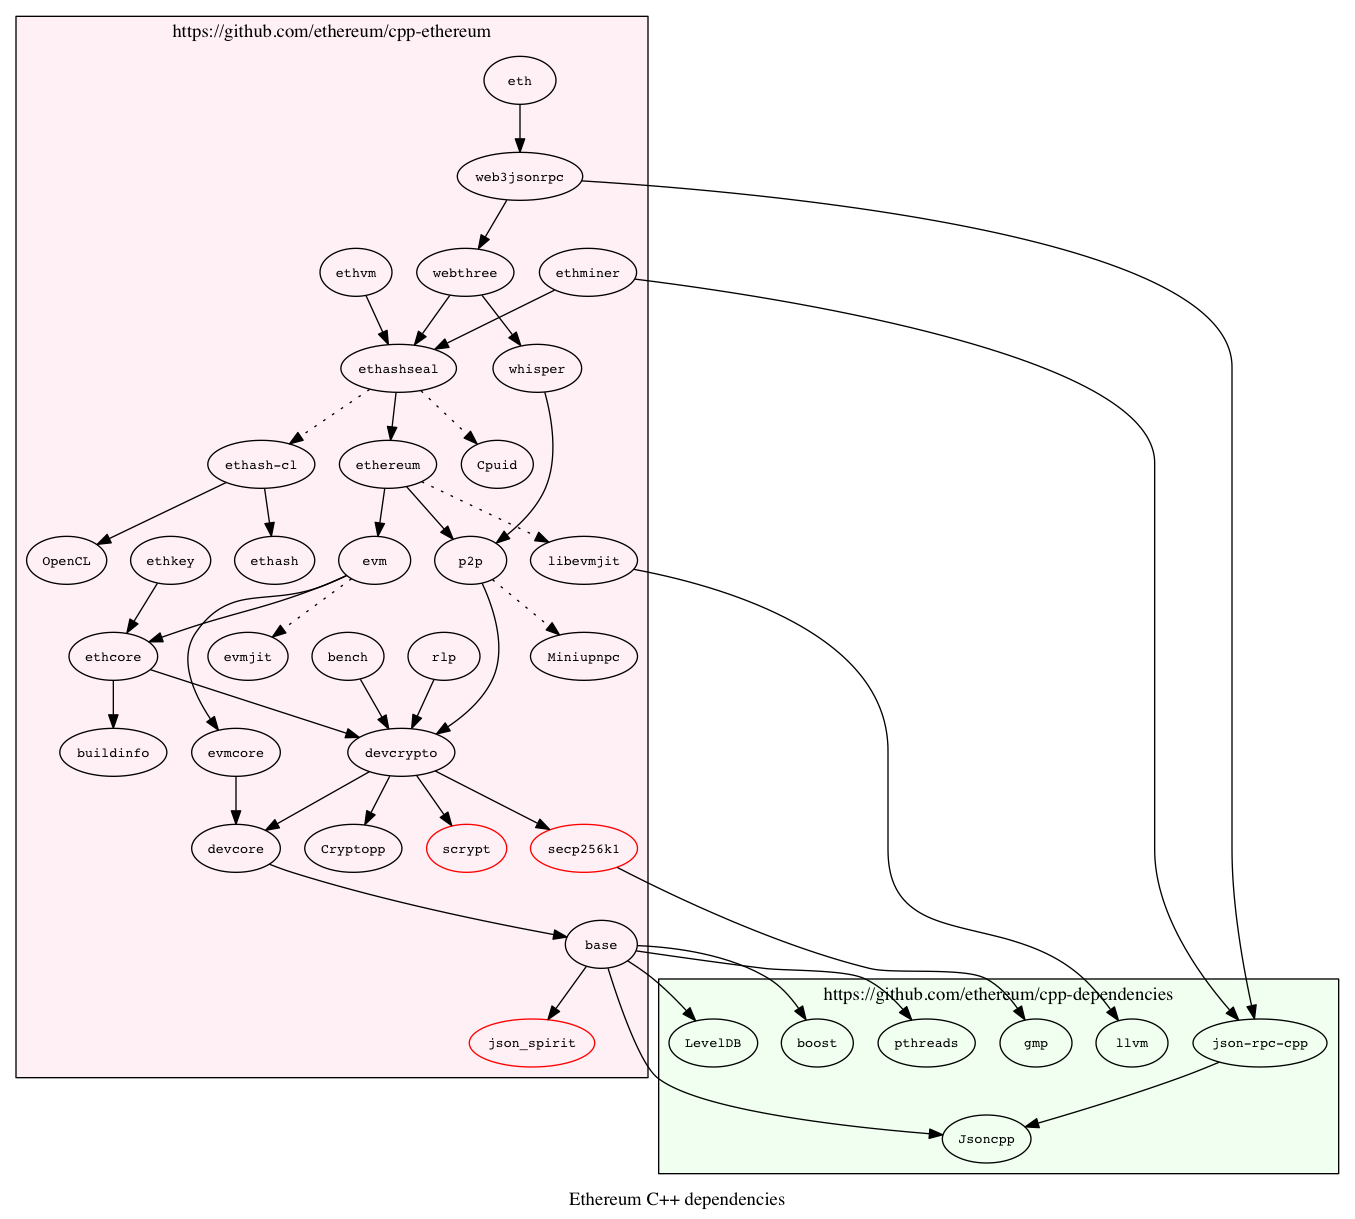 https://github.com/ethereum/cpp-ethereum
eth
web3jsonrpc
ethvm
webthree
ethminer
ethashseal
whisper
ethash-cl
ethereum
Cpuid
OpenCL
ethkey
ethash
evm
p2p
libevmjit
ethcore
evmjit
bench
rlp
Miniupnpc
buildinfo
evmcore
devcrypto
devcore
Cryptopp
scrypt
secp256k1
base
https://github.com/ethereum/cpp-dependencies
json_spirit
LevelDB
boost
pthreads
gmp
llvm
json-rpc-cpp
Jsoncpp
Ethereum C++ dependencies